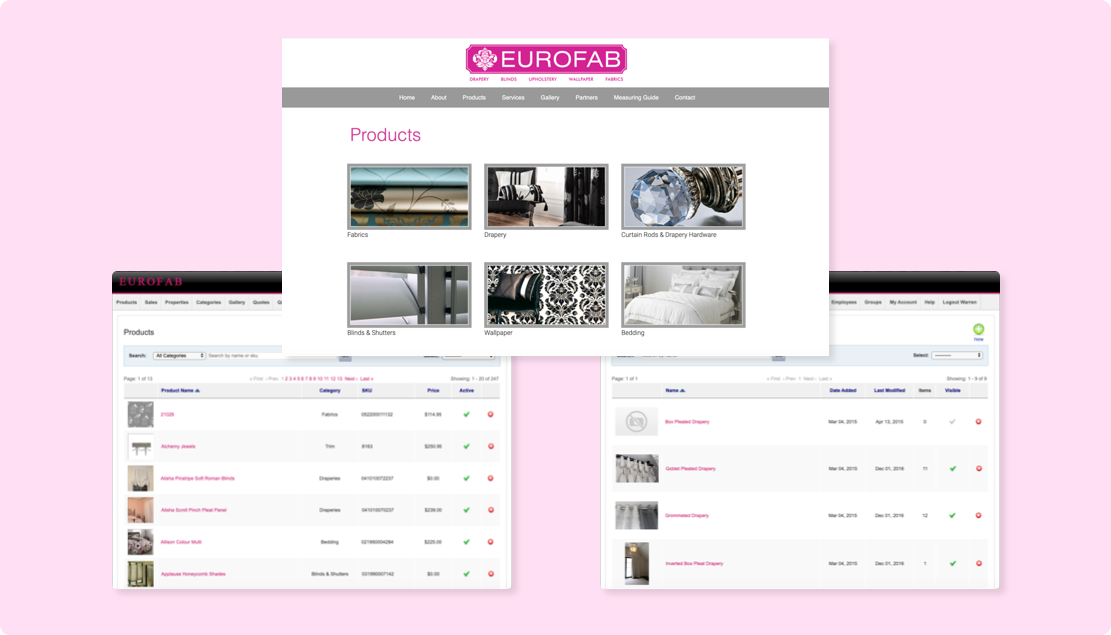 EUROFAB
DRAPERY BLINDS UPHOLSTERY WALLPAPER FABRICS
Home About Products Services Gallery Partners Measuring Guide Contact
Products
Fabrics Drapery Curtain Rods & Drapery Hardware
Blinds & Shutters Wallpaper Bedding
EUROFAB
Products Sales Properties Categories Gallery Quotes
Products
Search: All Categories Search by name or sku
Page: 1 of 13 « First ‹ Prev 1 2 3 4 5 6 7 8 9 10 11 12 13 Next › Last » Showing: 1 - 20 of 247
Product Name Category SKU Price Active
21026 Fabrics $114.95
Alchemy Jewels Trim 9163 $250.95
Alisha Pinstripe Soft Roman Blinds Draperies 041010072237 $0.00
Alisha Scroll Pinch Pleat Panel Draperies 041010070237 $239.00
Allison Colour Multi Bedding 021980004284 $225.00
Applause Honeycomb Shades Blinds & Shutters 031980007142 $0.00
Employees Groups My Account Help Logout Warren
New
Select:
Page: 1 of 1 « First ‹ Prev 1 Next › Last » Showing: 1 - 9 of 9
Name Date Added Last Modified Items Visible
Box Pleated Drapery Mar 04, 2015 Apr 13, 2015 0
Goblet Pleated Drapery Mar 04, 2015 Dec 01, 2016 11
Grommeted Drapery Mar 04, 2015 Dec 01, 2016 12
Inverted Box Pleat Drapery Mar 04, 2015 Dec 01, 2016 1